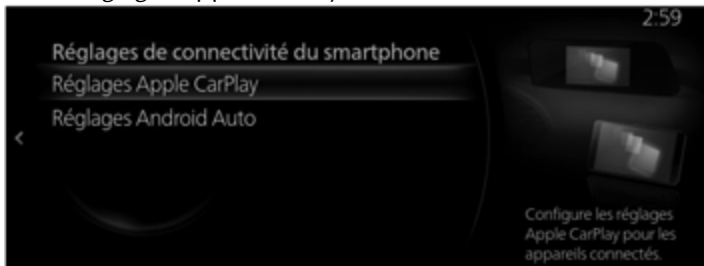 2:59
Réglages de connectivité du smartphone
Réglages Apple CarPlay
Réglages Android Auto
Configure les réglages
Apple CarPlay pour les
appareils connectés.